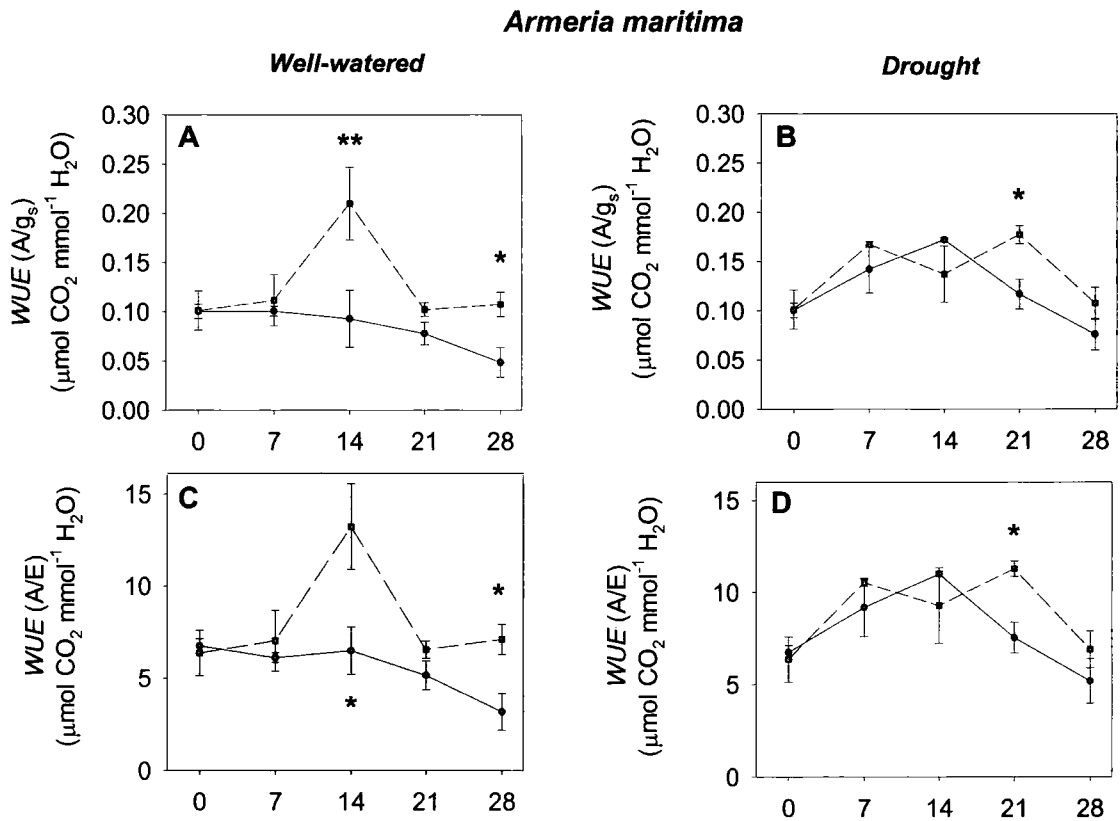 Armeria maritima
Well-watered
Drought
A
**
*
0.30
0.25
0.20
0.15
0.10
0.05
0.00
WUE (A/gs)
(μmol CO2 mmol-1 H2O)
0 7 14 21 28
B
*
0.30
0.25
0.20
0.15
0.10
0.05
0.00
WUE (A/gs)
(μmol CO2 mmol-1 H2O)
0 7 14 21 28
C
*
*
15
10
5
0
WUE (A/E)
(μmol CO2 mmol-1 H2O)
0 7 14 21 28
D
*
15
10
5
0
WUE (A/E)
(μmol CO2 mmol-1 H2O)
0 7 14 21 28